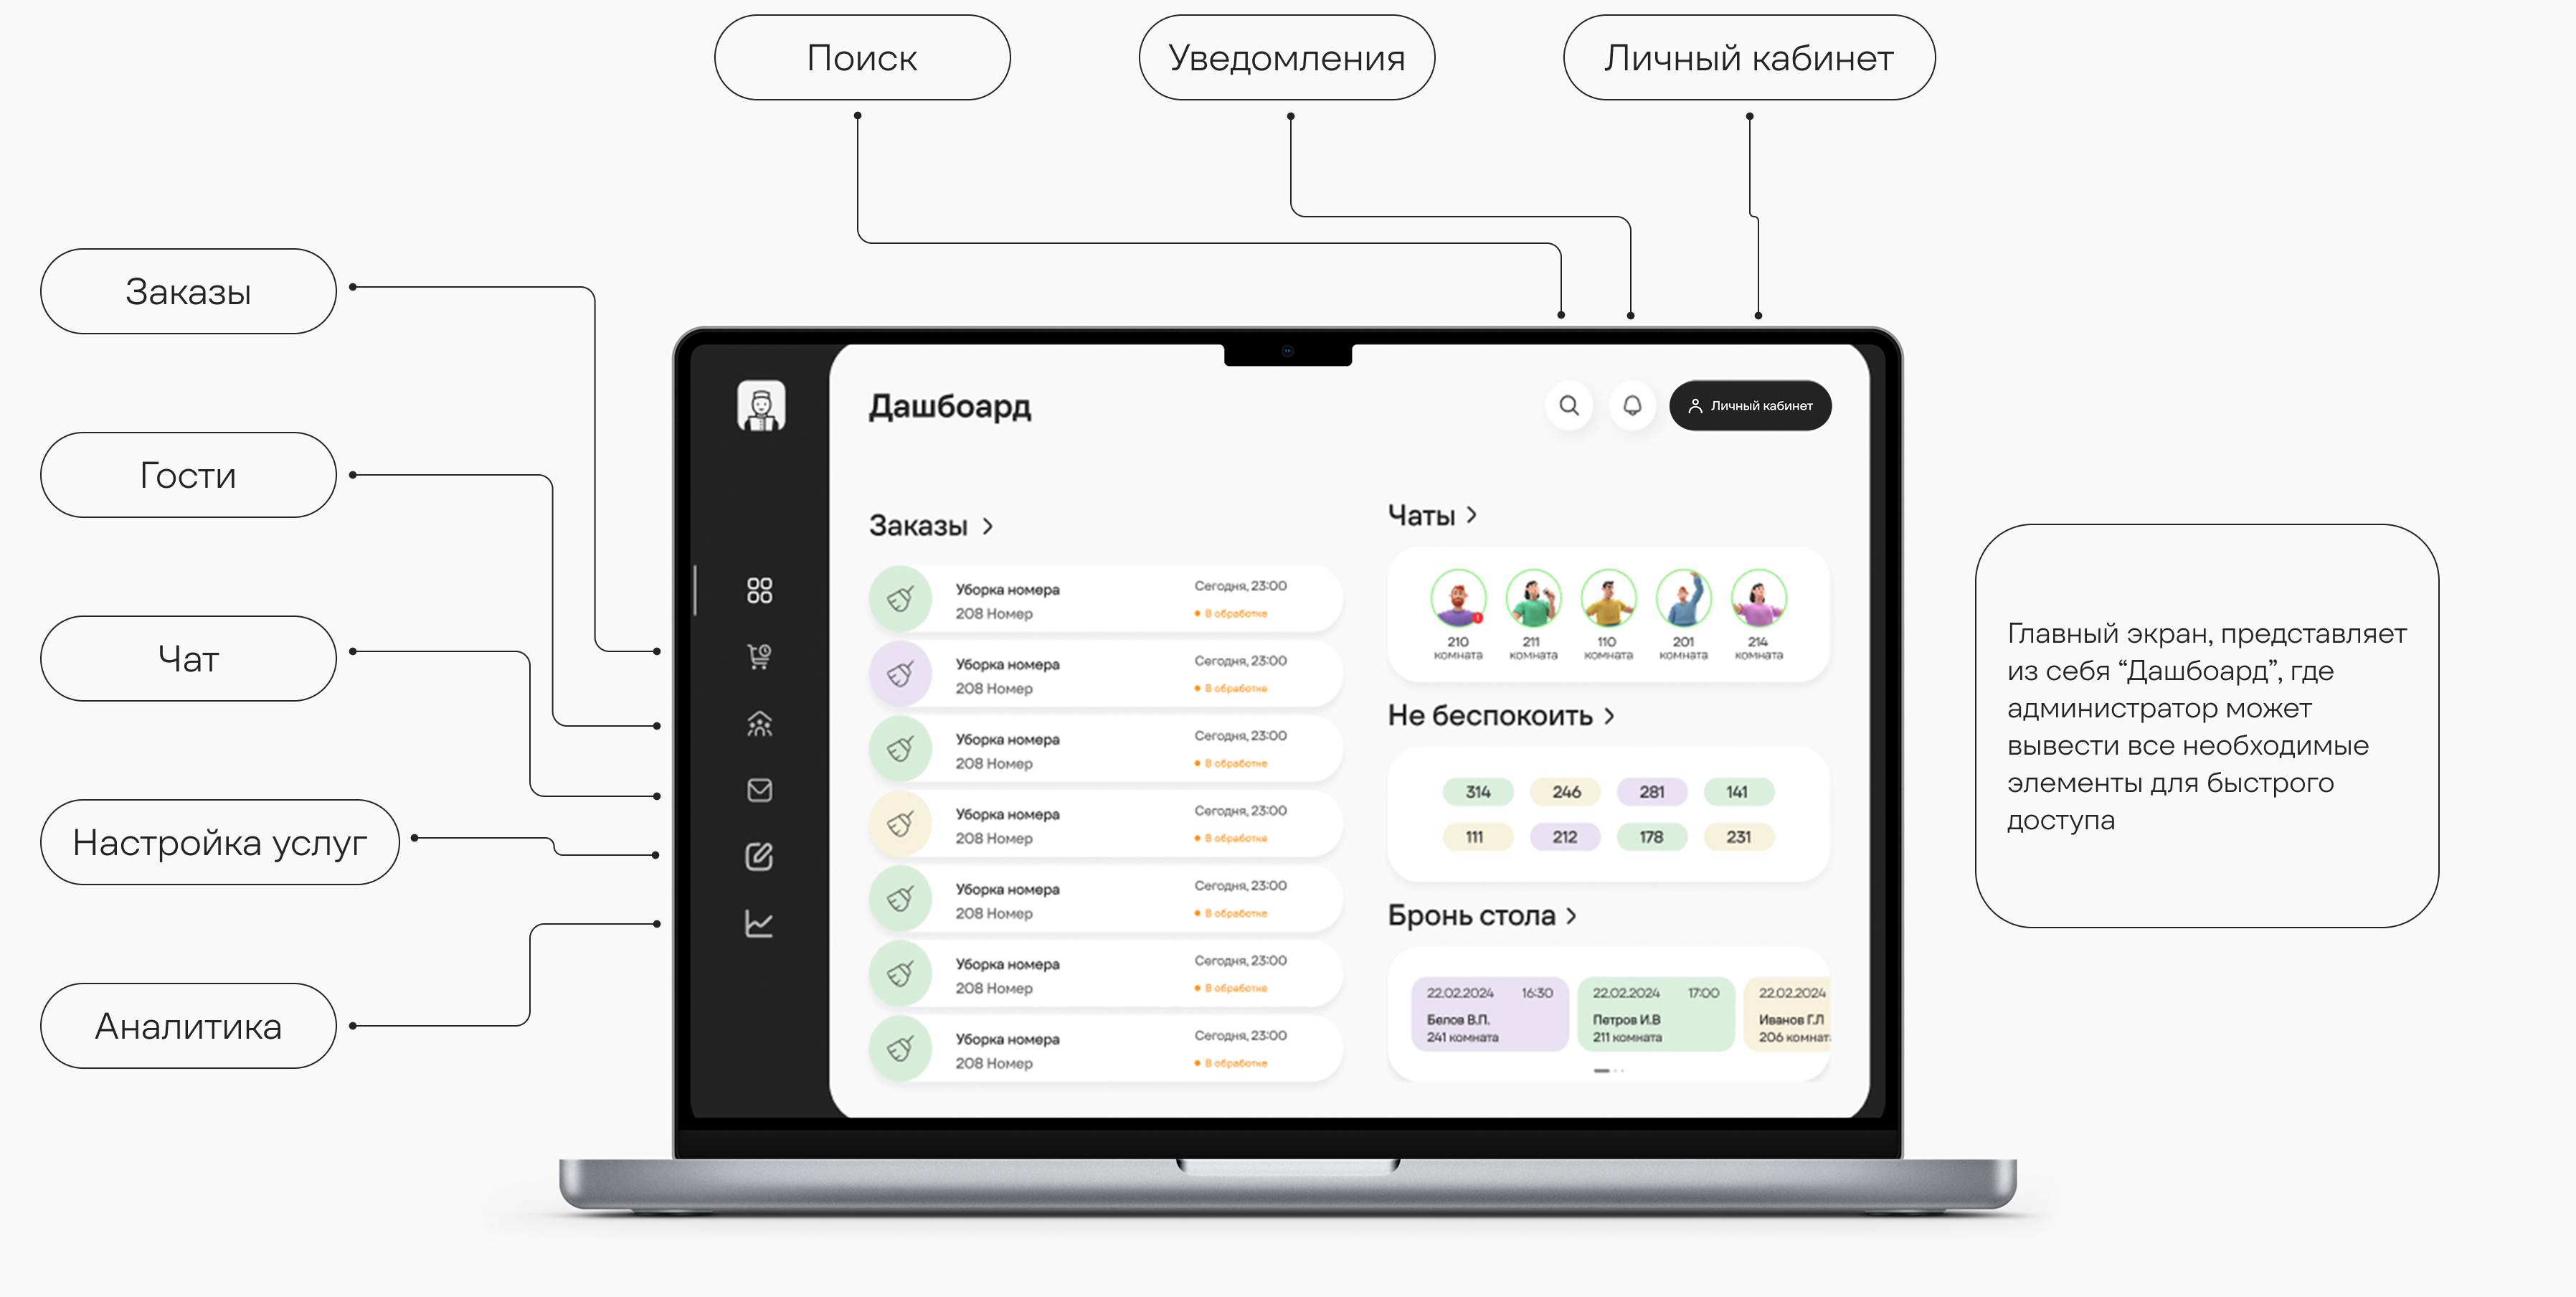 Поиск
Уведомления
Личный кабинет
Заказы
Гости
Чат
Настройка услуг
Аналитика
Дашборд
Личный кабинет
Заказы
Уборка номера
Сегодня, 23:00
208 Номер
В обработке
Уборка номера
Сегодня, 23:00
208 Номер
В обработке
Уборка номера
Сегодня, 23:00
208 Номер
В обработке
Уборка номера
Сегодня, 23:00
208 Номер
В обработке
Уборка номера
Сегодня, 23:00
208 Номер
В обработке
Уборка номера
Сегодня, 23:00
208 Номер
В обработке
Уборка номера
Сегодня, 23:00
208 Номер
В обработке
Чаты
210 211 110 201 214
комната комната комната комната комната
Не беспокоить
314 246 281 141
111 212 178 231
Бронь стола
22.02.2024 16:30
Белов В.П.
241 комната
22.02.2024 17:00
Петров И.В
211 комната
22.02.2024
Иванов Г.Л
206 комнат
Главный экран, представляет
из себя “Дашбоард”, где
администратор может
вывести все необходимые
элементы для быстрого
доступа